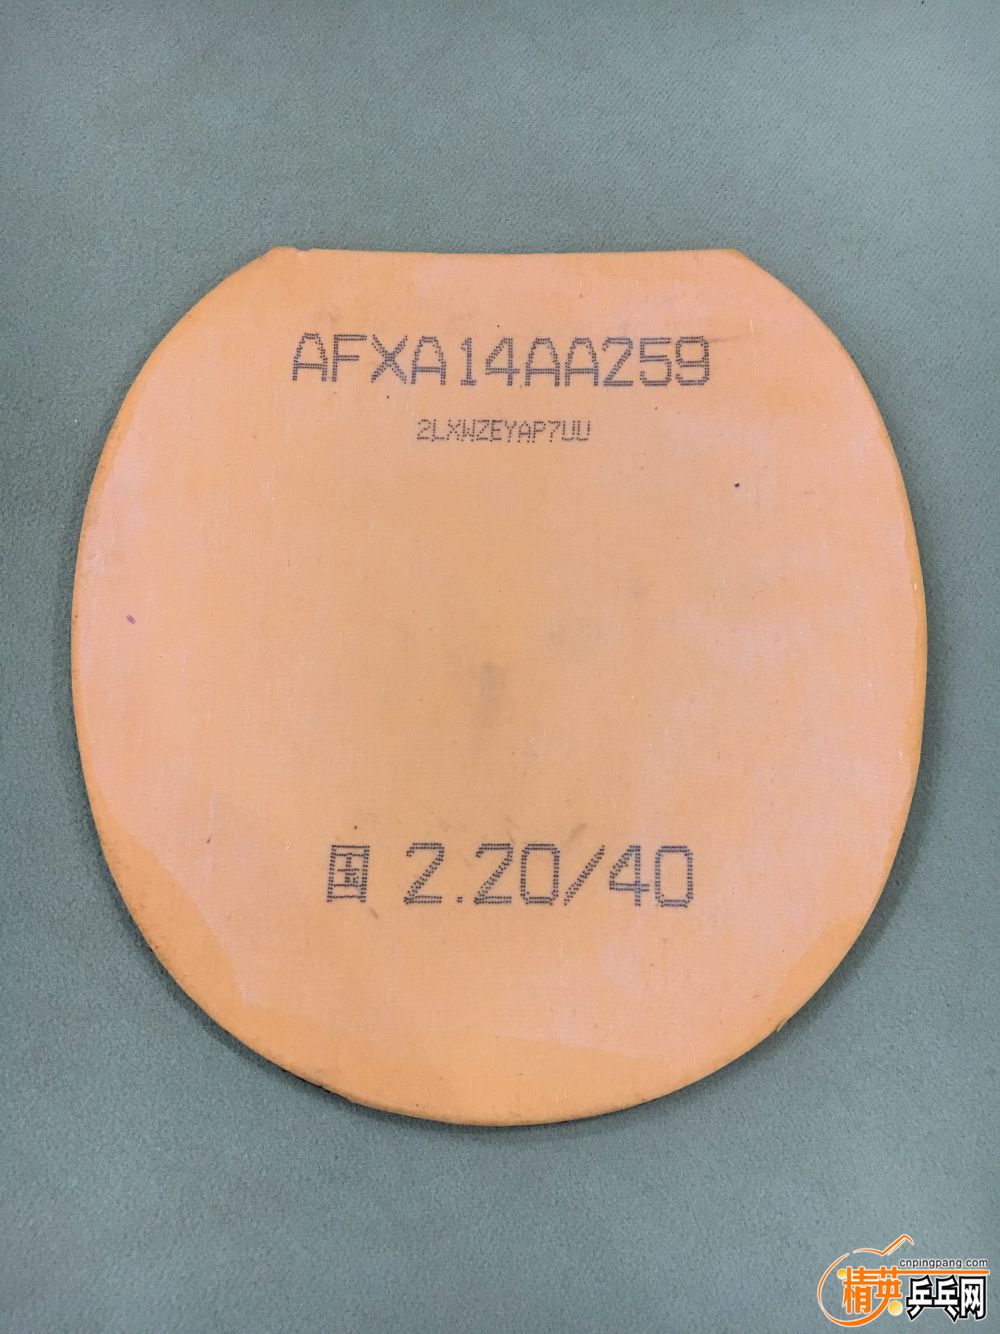 AFXA14AA259
2LXWZEYAP7UU
国 2.20/40
cnpingpang.com
精英乒乓网